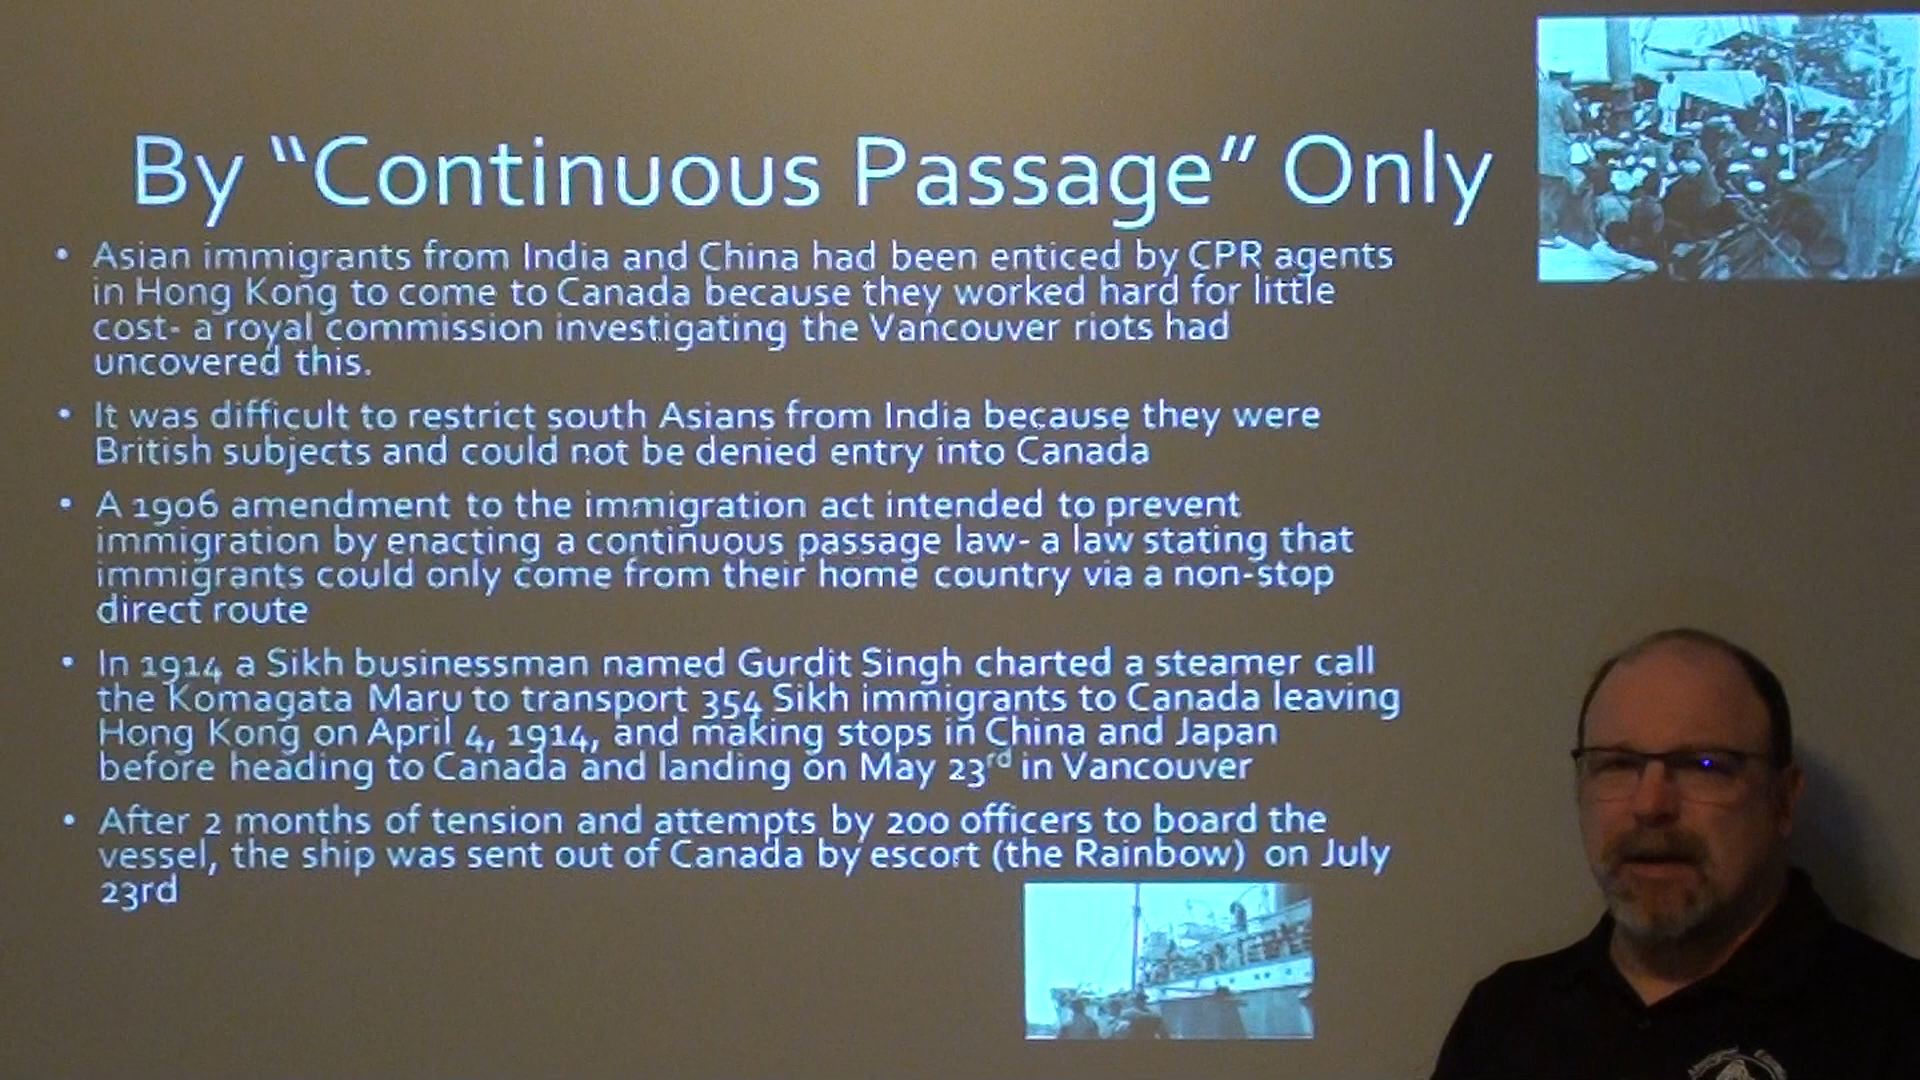 By “Continuous Passage” Only
• Asian immigrants from India and China had been enticed by CPR agents
in Hong Kong to come to Canada because they worked hard for little
cost- a royal commission investigating the Vancouver riots had
uncovered this.
• It was difficult to restrict south Asians from India because they were
British subjects and could not be denied entry into Canada
• A 1906 amendment to the immigration act intended to prevent
immigration by enacting a continuous passage law- a law stating that
immigrants could only come from their home country via a non-stop
direct route
• In 1914 a Sikh businessman named Gurdit Singh charted a steamer call
the Komagata Maru to transport 354 Sikh immigrants to Canada leaving
Hong Kong on April 4, 1914, and making stops in China and Japan
before heading to Canada and landing on May 23rd in Vancouver
• After 2 months of tension and attempts by 200 officers to board the
vessel, the ship was sent out of Canada by escort (the Rainbow) on July
23rd